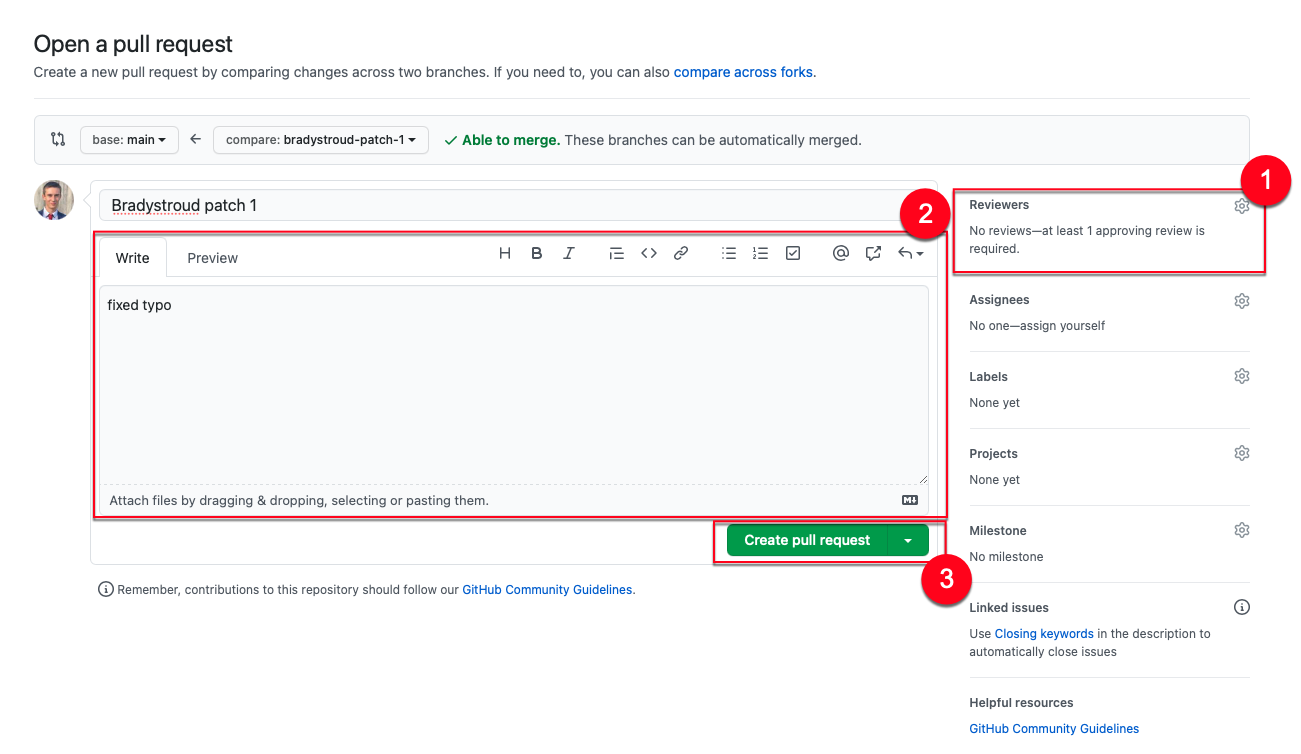 Open a pull request
Create a new pull request by comparing changes across two branches. If you need to, you can also compare across forks.
base: main
compare: bradystroud-patch-1
Able to merge. These branches can be automatically merged.
Bradystroud patch 1
Write
Preview
H B I
fixed typo
Attach files by dragging & dropping, selecting or pasting them.
Create pull request
Remember, contributions to this repository should follow our GitHub Community Guidelines.
1
2
3
Reviewers
No reviews—at least 1 approving review is
required.
Assignees
No one—assign yourself
Labels
None yet
Projects
None yet
Milestone
No milestone
Linked issues
Use Closing keywords in the description to
automatically close issues
Helpful resources
GitHub Community Guidelines